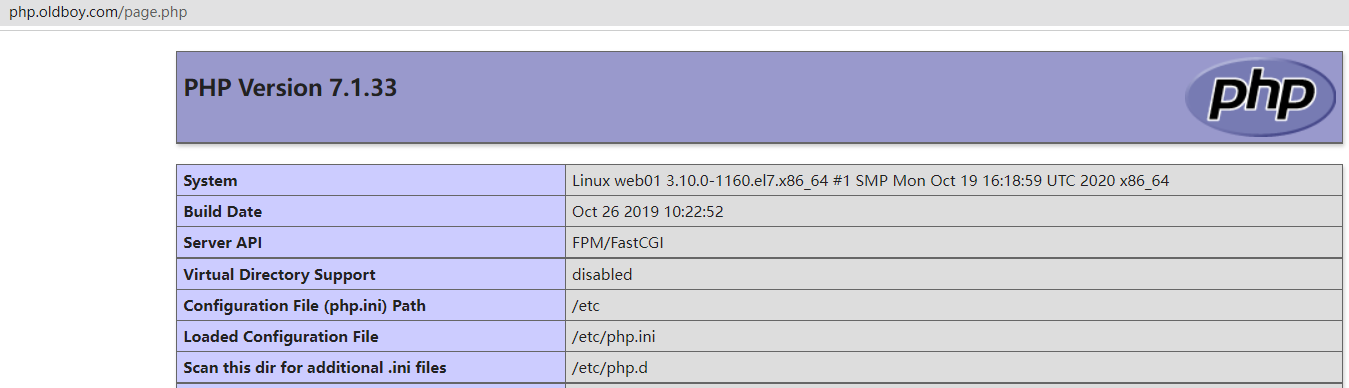 php.oldboy.com/page.php
PHP Version 7.1.33
php
System Linux web01 3.10.0-1160.el7.x86_64 #1 SMP Mon Oct 19 16:18:59 UTC 2020 x86_64
Build Date Oct 26 2019 10:22:52
Server API FPM/FastCGI
Virtual Directory Support disabled
Configuration File (php.ini) Path /etc
Loaded Configuration File /etc/php.ini
Scan this dir for additional .ini files /etc/php.d